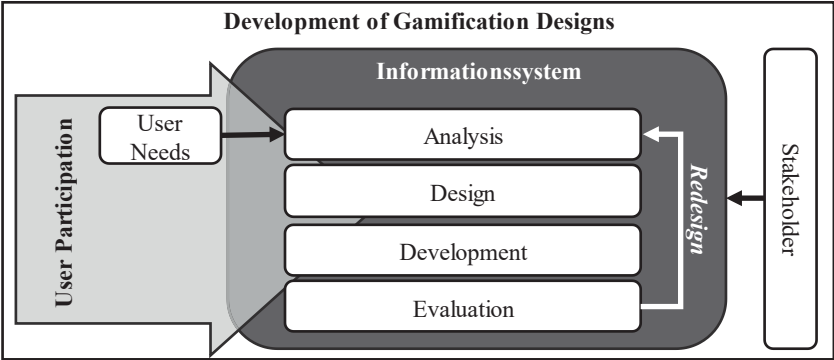 Development of Gamification Designs
Informationssystem
User Participation
User
Needs
Analysis
Design
Development
Evaluation
Redesign
Stakeholder